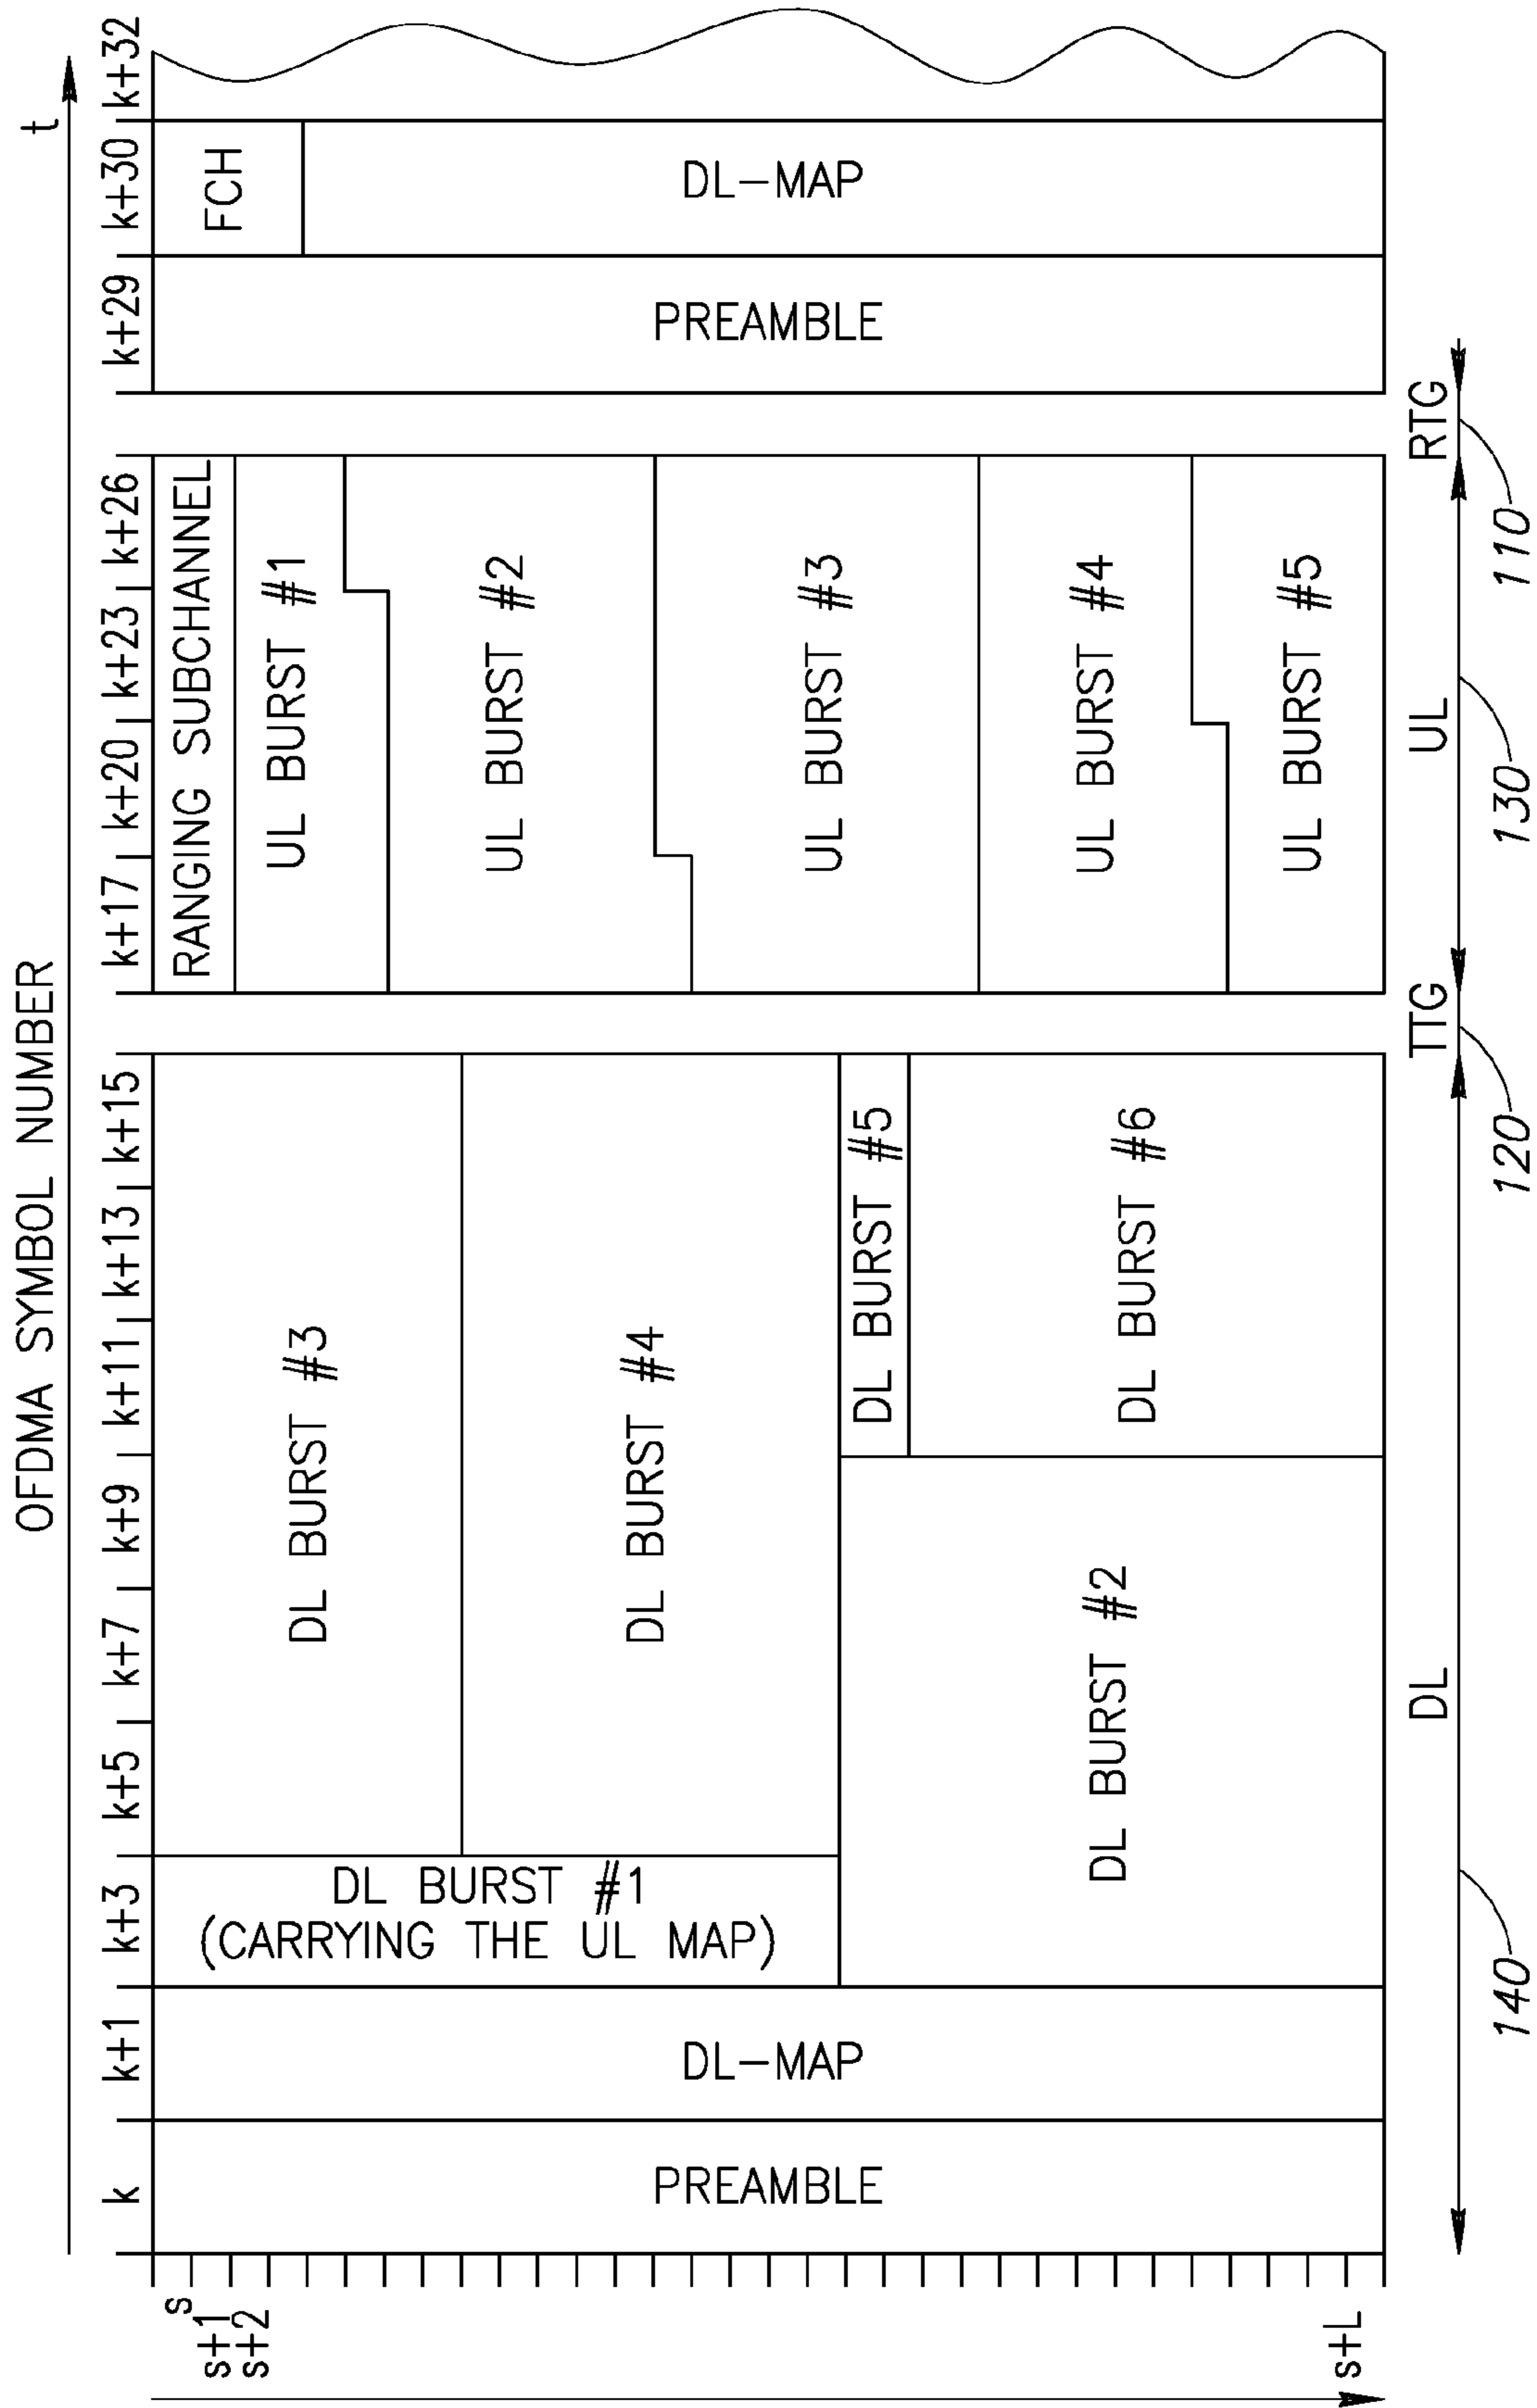 OFDMA SYMBOL NUMBER
t
k
k+1
k+3
k+5
k+7
k+9
k+11
k+13
k+15
k+17
k+20
k+23
k+26
k+29
k+30
k+32
s
s+1
s+2
s+L
PREAMBLE
DL-MAP
DL BURST #1
(CARRYING THE UL MAP)
DL BURST #3
DL BURST #4
DL BURST #2
DL BURST #5
DL BURST #6
RANGING SUBCHANNEL
UL BURST #1
UL BURST #2
UL BURST #3
UL BURST #4
UL BURST #5
PREAMBLE
FCH
DL-MAP
DL
TTG
UL
RTG
140
120
130
110